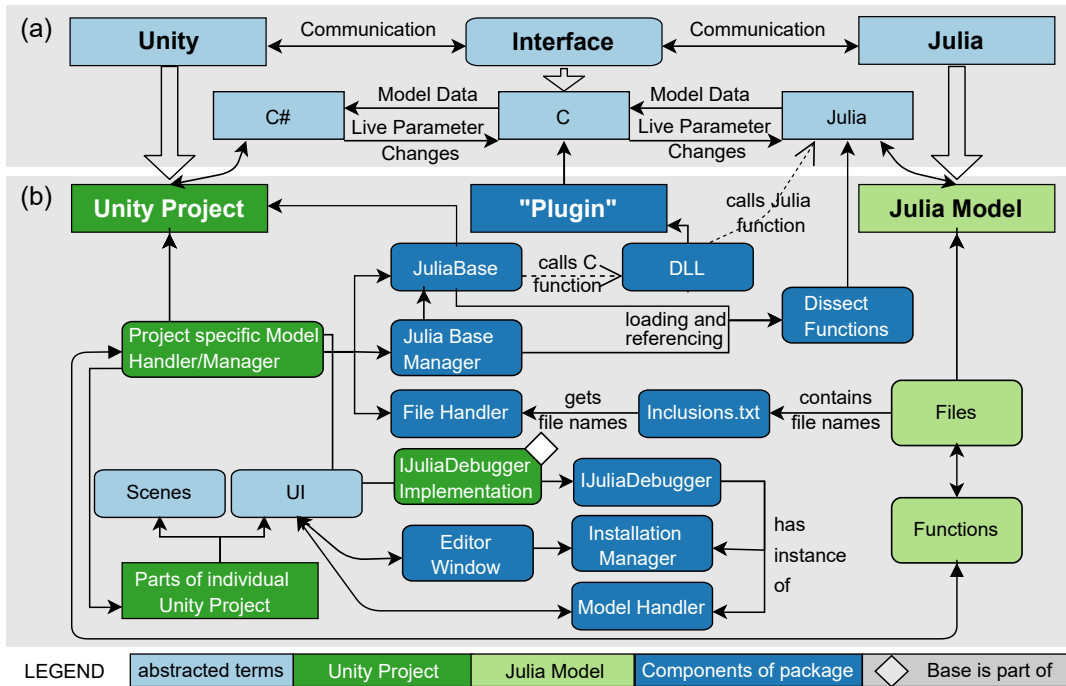 (a)
Unity
Communication
Interface
Communication
Julia
C#
Model Data
Live Parameter
Changes
C
Model Data
Live Parameter
Changes
Julia
(b)
Unity Project
"Plugin"
calls Julia
function
Julia Model
JuliaBase
calls C
function
DLL
Project specific Model
Handler/Manager
Julia Base
Manager
loading and
referencing
Dissect
Functions
File Handler
gets
file names
Inclusions.txt
contains
file names
Files
IJuliaDebugger
Implementation
IJuliaDebugger
Scenes
UI
Editor
Window
Installation
Manager
has
instance
of
Functions
Parts of individual
Unity Project
Model Handler
LEGEND
abstracted terms
Unity Project
Julia Model
Components of package
Base is part of